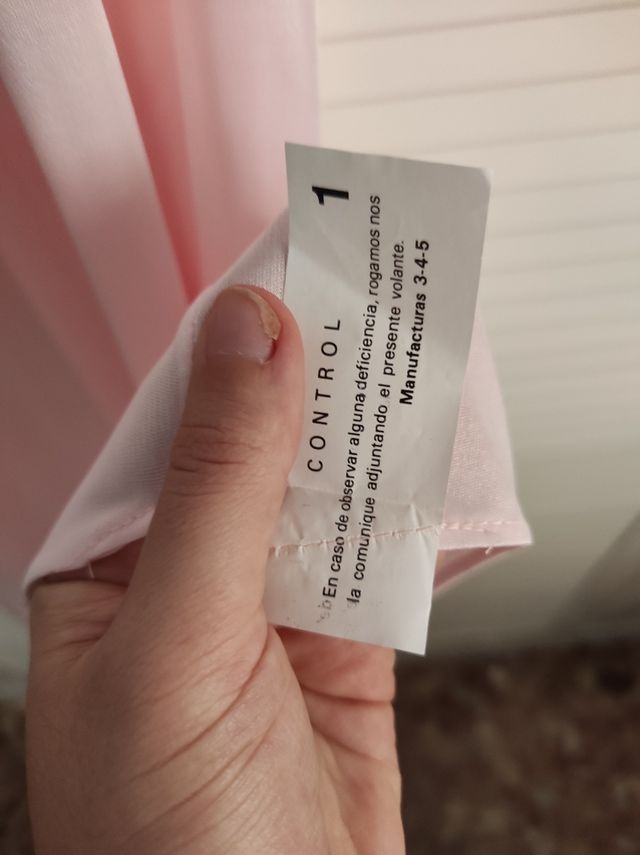 CONTROL 1
En caso de observar alguna deficiencia, rogamos nos
la comunique adjuntando el presente volante.
Manufacturas 3-4-5